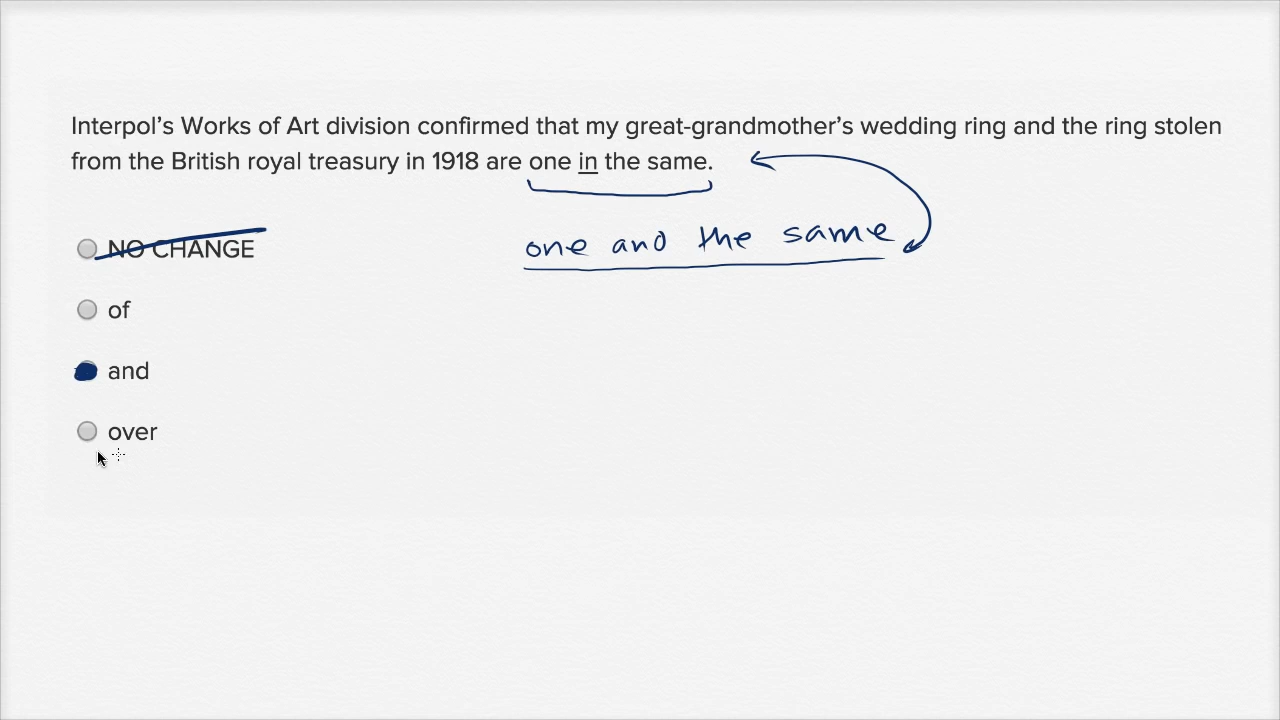 Interpol’s Works of Art division confirmed that my great-grandmother’s wedding ring and the ring stolen
from the British royal treasury in 1918 are one in the same.
one and the same
NO CHANGE
of
and
over